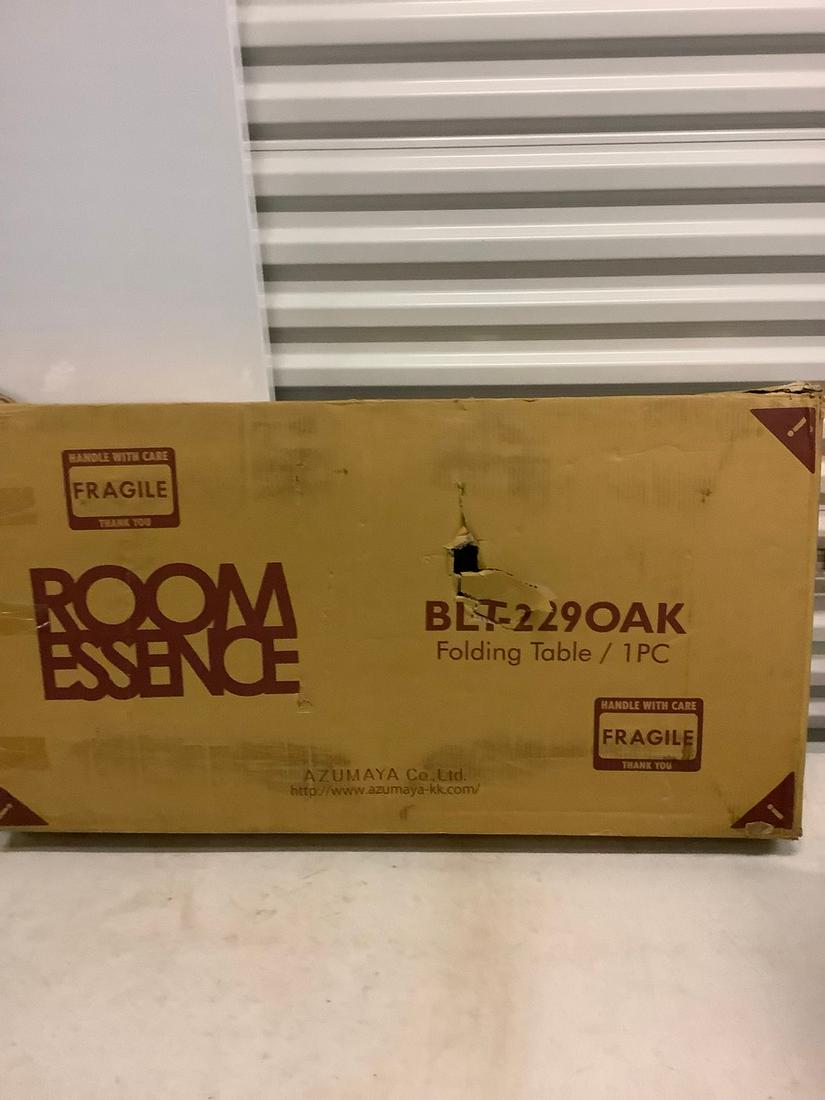 HANDLE WITH CARE
FRAGILE
THANK YOU
ROOM
ESSENCE
BLT-229OAK
Folding Table / 1PC
HANDLE WITH CARE
FRAGILE
THANK YOU
AZUMAYA Co.,Ltd.
http://www.azumaya-kk.com/